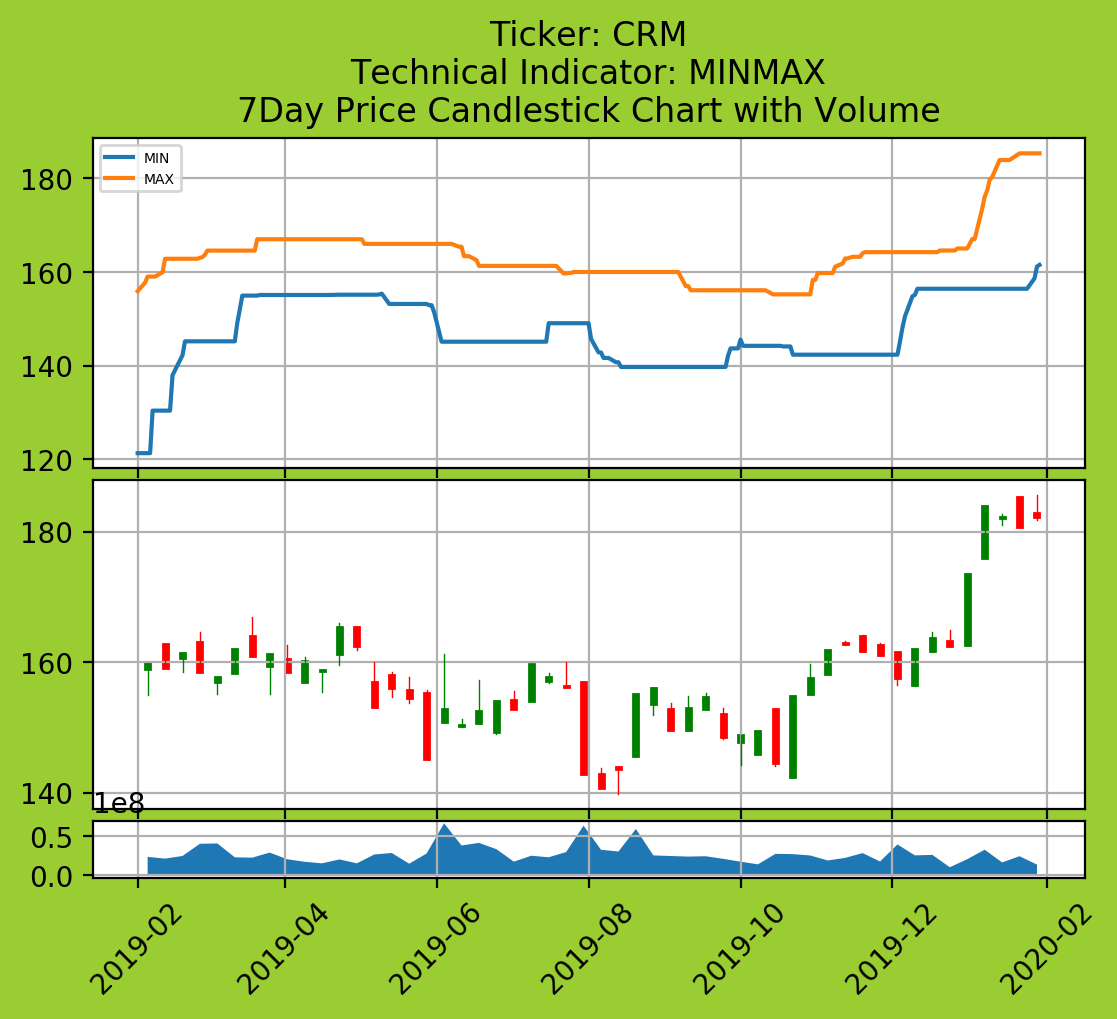 Ticker: CRM
Technical Indicator: MINMAX
7Day Price Candlestick Chart with Volume
MIN
MAX
180
160
140
120
180
160
140
1e8
0.5
0.0
2019-02
2019-04
2019-06
2019-08
2019-10
2019-12
2020-02